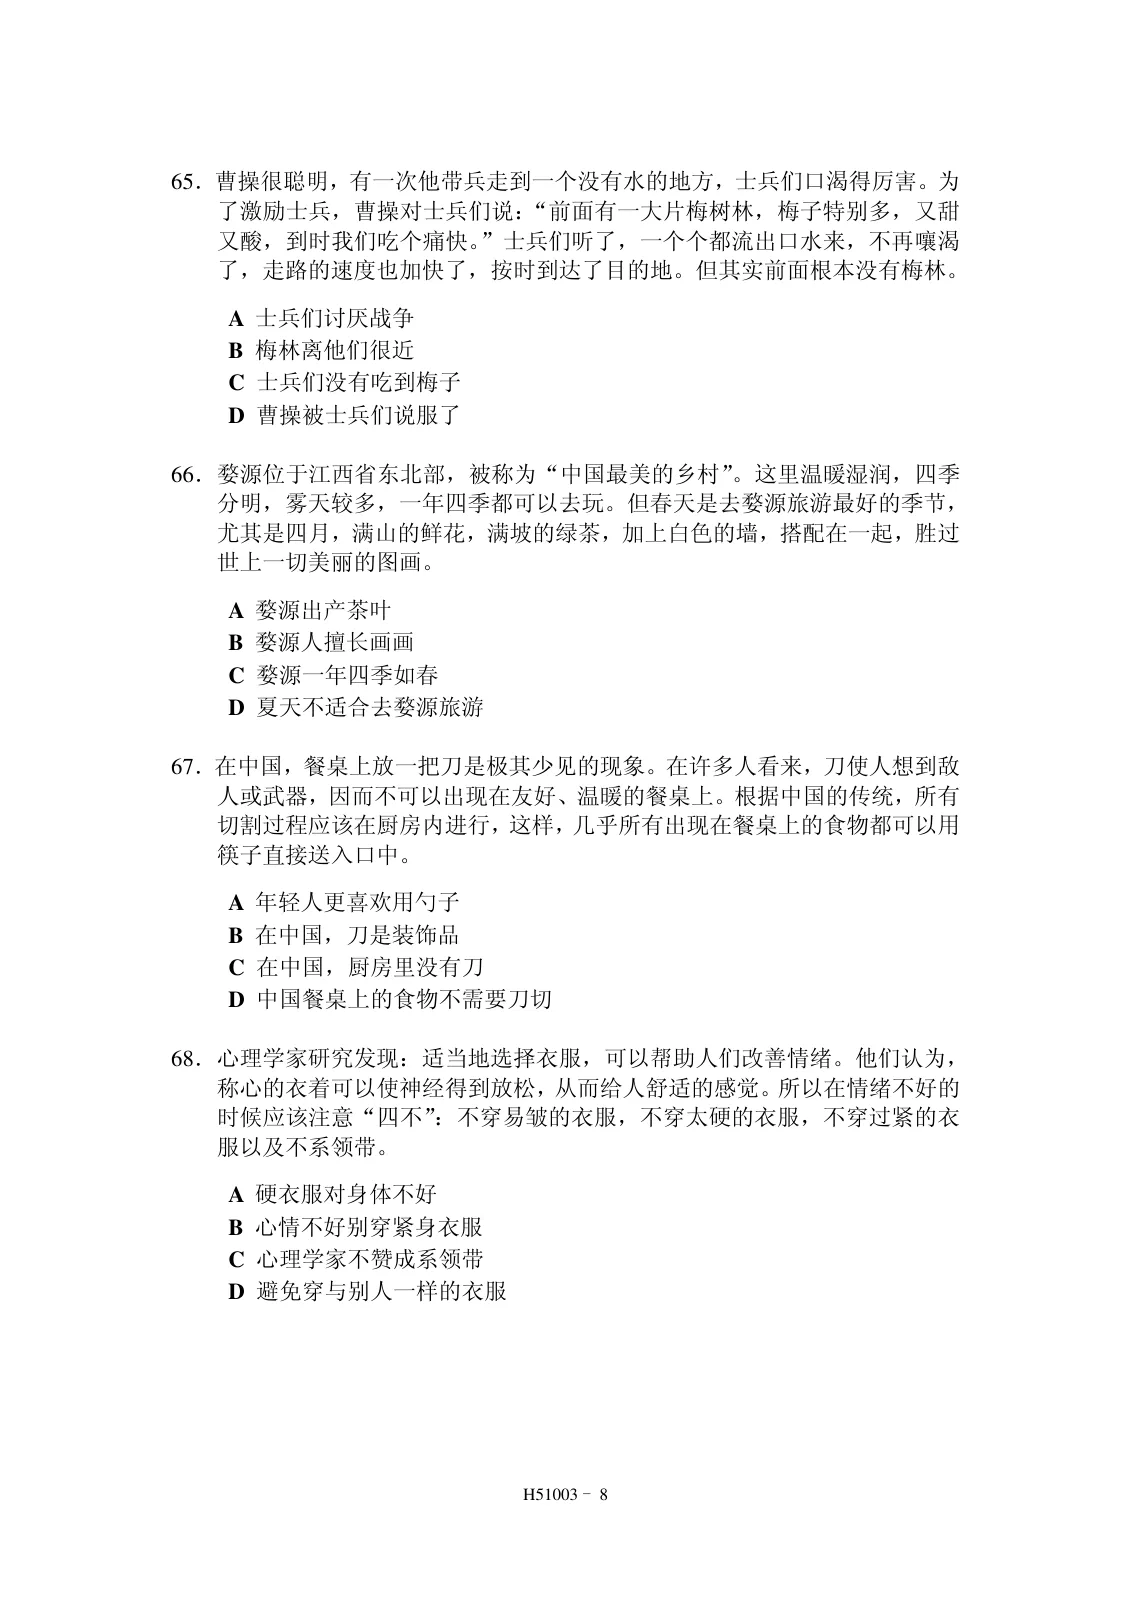 65．曹操很聪明，有一次他带兵走到一个没有水的地方，士兵们口渴得厉害。为
了激励士兵，曹操对士兵们说：“前面有一大片梅树林，梅子特别多，又甜
又酸，到时我们吃个痛快。”士兵们听了，一个个都流出口水来，不再嚷渴
了，走路的速度也加快了，按时到达了目的地。但其实前面根本没有梅林。
A 士兵们讨厌战争
B 梅林离他们很近
C 士兵们没有吃到梅子
D 曹操被士兵们说服了
66．婺源位于江西省东北部，被称为“中国最美的乡村”。这里温暖湿润，四季
分明，雾天较多，一年四季都可以去玩。但春天是去婺源旅游最好的季节，
尤其是四月，满山的鲜花，满坡的绿茶，加上白色的墙，搭配在一起，胜过
世上一切美丽的图画。
A 婺源出产茶叶
B 婺源人擅长画画
C 婺源一年四季如春
D 夏天不适合去婺源旅游
67．在中国，餐桌上放一把刀是极其少见的现象。在许多人看来，刀使人想到敌
人或武器，因而不可以出现在友好、温暖的餐桌上。根据中国的传统，所有
切割过程应该在厨房内进行，这样，几乎所有出现在餐桌上的食物都可以用
筷子直接送入口中。
A 年轻人更喜欢用勺子
B 在中国，刀是装饰品
C 在中国，厨房里没有刀
D 中国餐桌上的食物不需要刀切
68．心理学家研究发现：适当地选择衣服，可以帮助人们改善情绪。他们认为，
称心的衣着可以使神经得到放松，从而给人舒适的感觉。所以在情绪不好的
时候应该注意“四不”：不穿易皱的衣服，不穿太硬的衣服，不穿过紧的衣
服以及不系领带。
A 硬衣服对身体不好
B 心情不好别穿紧身衣服
C 心理学家不赞成系领带
D 避免穿与别人一样的衣服
H51003－ 8